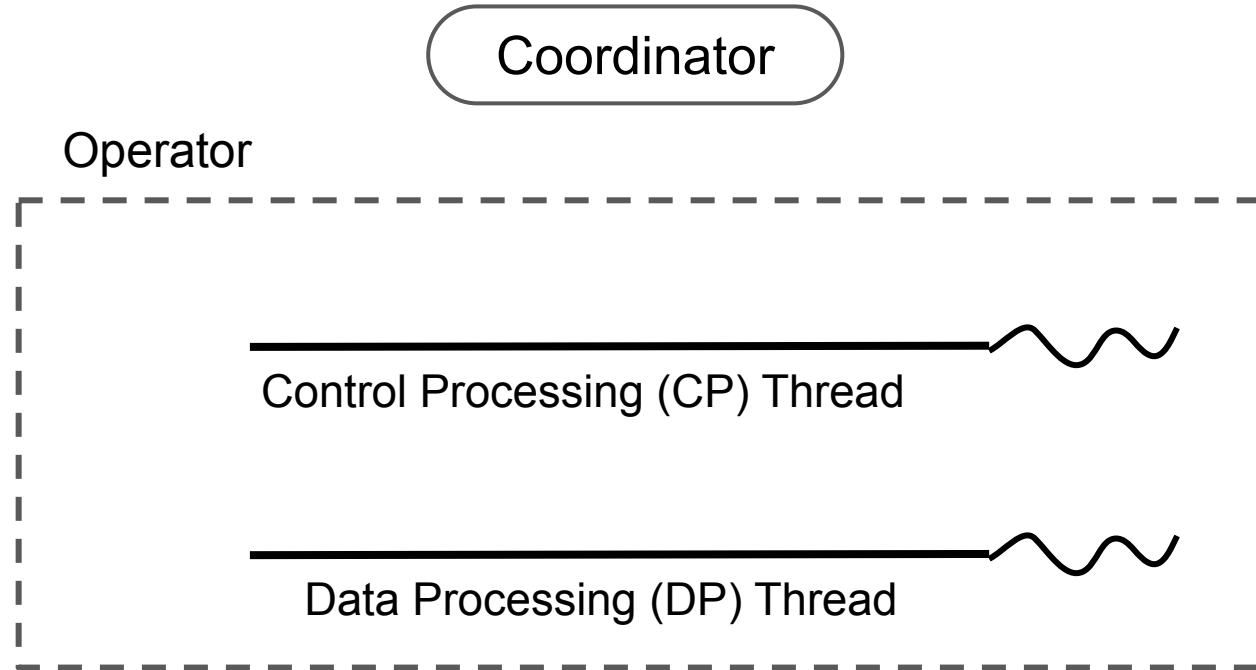 Coordinator
Operator
Control Processing (CP) Thread
Data Processing (DP) Thread